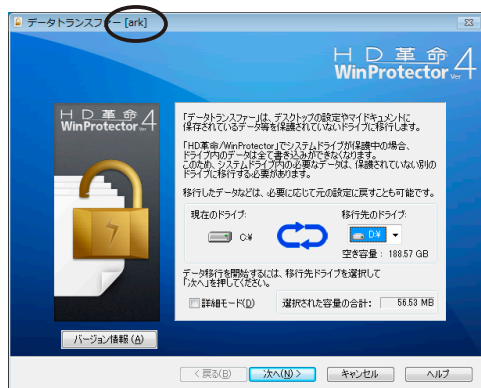 データトランスファー [ark]
HD革命
WinProtector Ver 4
HD革命 4
WinProtector Ver
「データトランスファー」は、デスクトップの設定やマイドキュメントに
保存されているデータ等を保護されていないドライブに移行します。
「HD革命/WinProtector」でシステムドライブが保護中の場合、
ドライブ内のデータは全て書き込みができなくなります。
このため、システムドライブ内の必要なデータは、保護されていない別の
ドライブに移行する必要があります。
移行したデータなどは、必要に応じて元の設定に戻すことも可能です。
現在のドライブ:
移行先のドライブ:
C:¥
D:¥
空き容量: 188.57 GB
データ移行を開始するには、移行先ドライブを選択して
「次へ」を押してください。
詳細モード(D)
選択された容量の合計: 56.53 MB
バージョン情報(A)
< 戻る(B)
次へ(N) >
キャンセル
ヘルプ
7